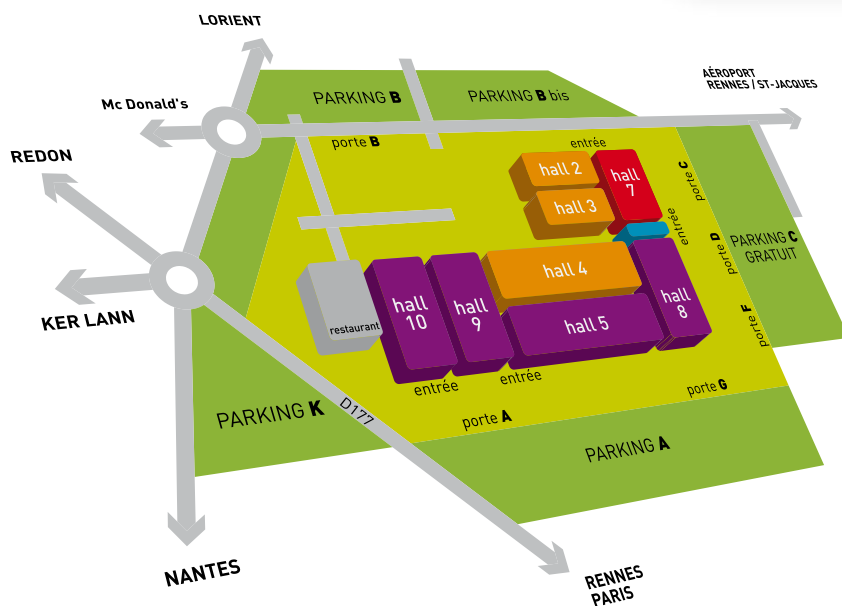 LORIENT
AÉROPORT
RENNES / ST-JACQUES
PARKING B
PARKING B bis
Mc Donald's
porte B
entrée
REDON
hall 2
hall
7
porte C
hall 3
entrée
porte D
PARKING C
GRATUIT
hall 4
hall
10
hall
9
hall
8
KER LANN
restaurant
hall 5
porte F
entrée
entrée
porte G
PARKING K
D177
porte A
PARKING A
NANTES
RENNES
PARIS